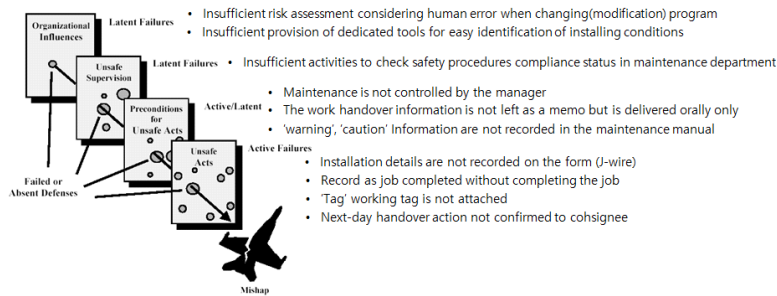 Organizational
Influences
Latent Failures
• Insufficient risk assessment considering human error when changing(modification) program
• Insufficient provision of dedicated tools for easy identification of installing conditions
Unsafe
Supervision
Latent Failures
• Insufficient activities to check safety procedures compliance status in maintenance department
Preconditions
for
Unsafe Acts
Active/Latent
• Maintenance is not controlled by the manager
• The work handover information is not left as a memo but is delivered orally only
• 'warning', 'caution' Information are not recorded in the maintenance manual
Unsafe
Acts
Active Failures
• Installation details are not recorded on the form (J-wire)
• Record as job completed without completing the job
• 'Tag' working tag is not attached
• Next-day handover action not confirmed to cohsignee
Failed or
Absent Defenses
Mishap